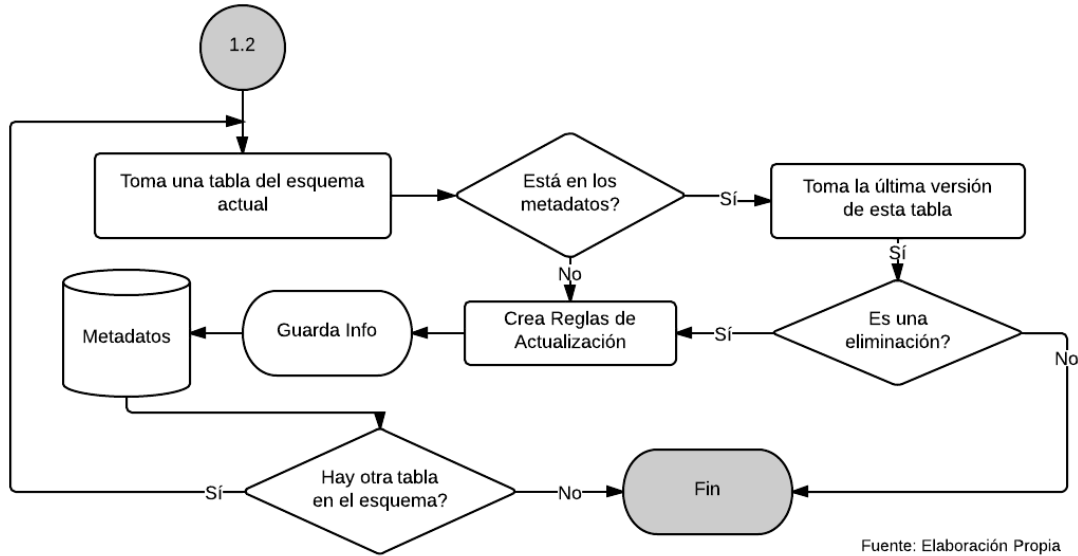 1.2
Toma una tabla del esquema
actual
Está en los
metadatos?
Sí
Toma la última versión
de esta tabla
Sí
No
Metadatos
Guarda Info
Crea Reglas de
Actualización
Sí
Es una
eliminación?
No
Sí
Hay otra tabla
en el esquema?
No
Fin
Fuente: Elaboración Propia